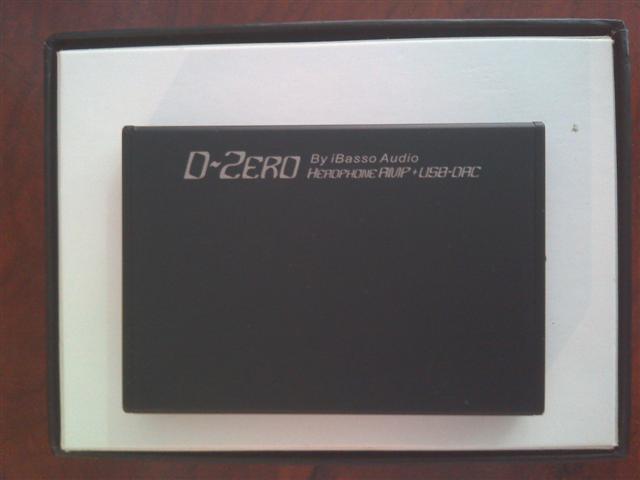 D~ZERO By iBasso Audio
HEADPHONE AMP + USB-DAC